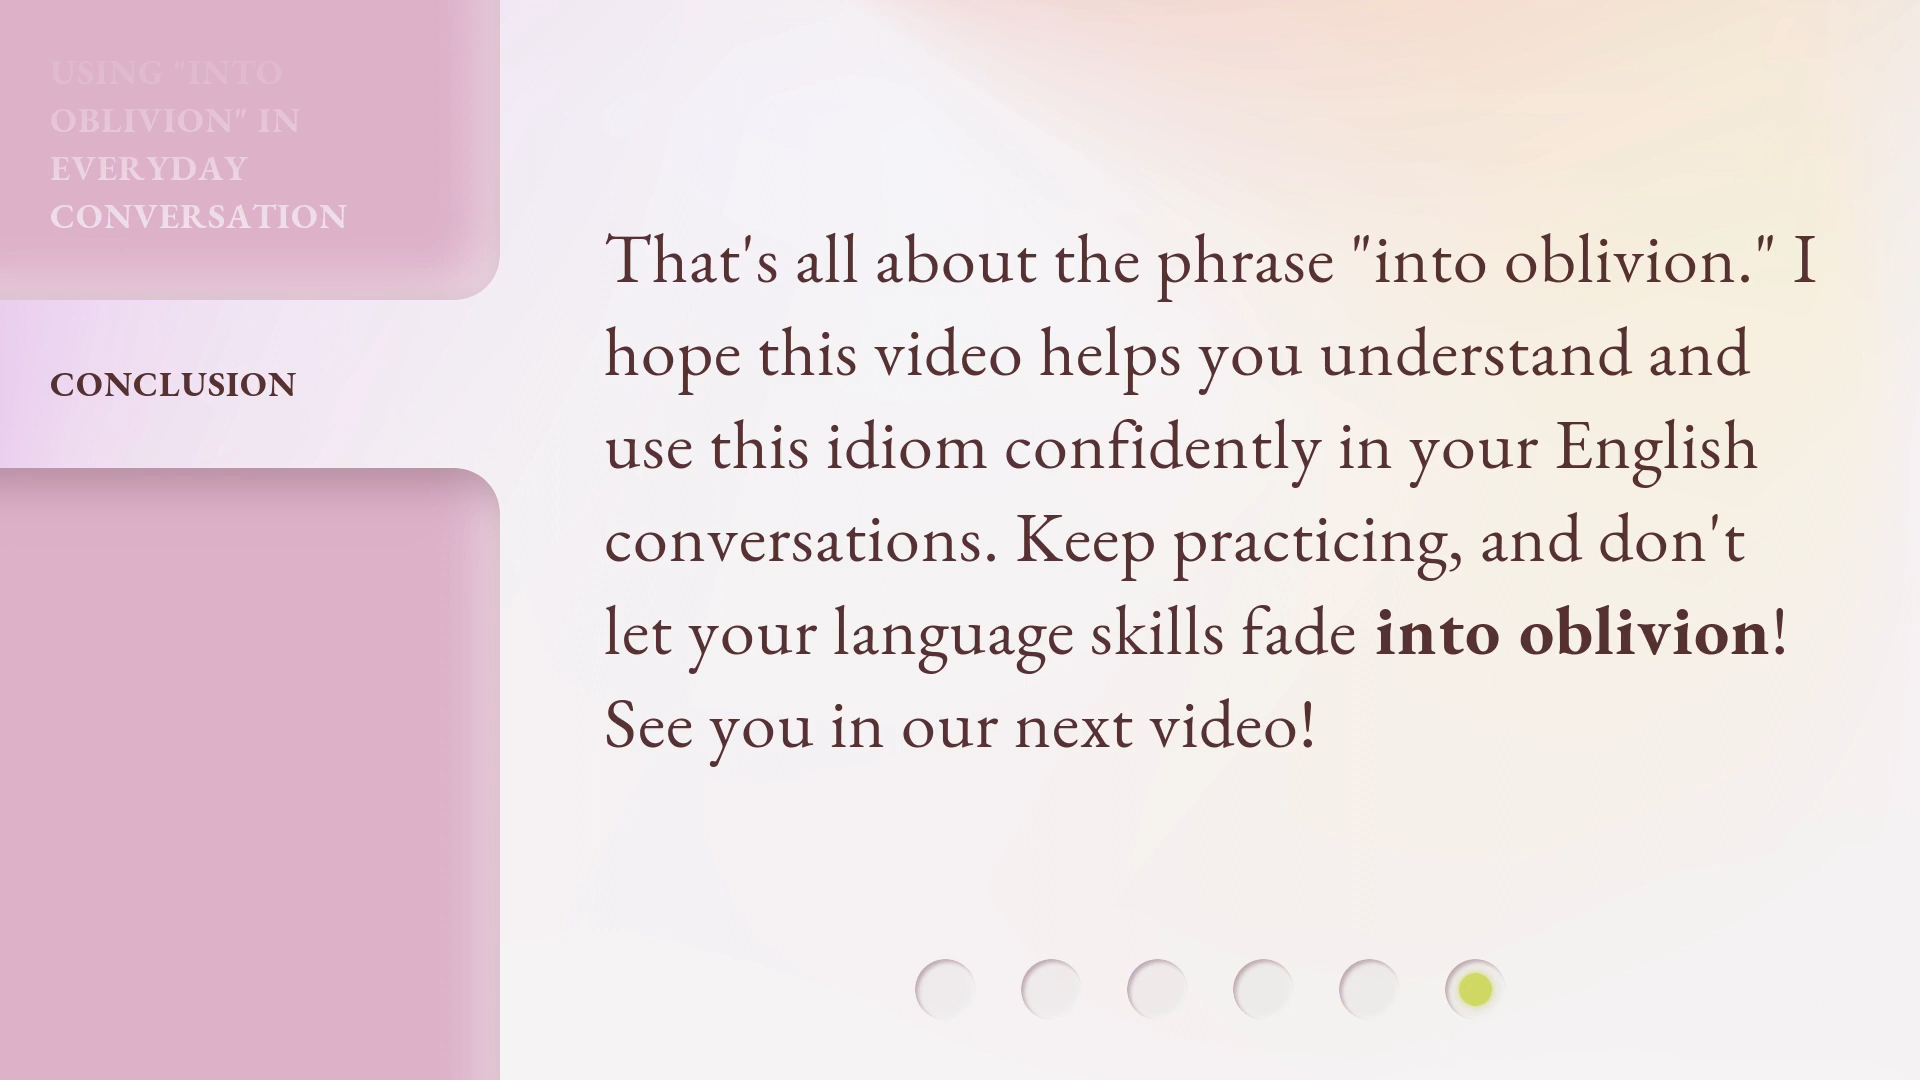 USING "INTO
OBLIVION" IN
EVERYDAY
CONVERSATION
CONCLUSION
That's all about the phrase "into oblivion." I
hope this video helps you understand and
use this idiom confidently in your English
conversations. Keep practicing, and don't
let your language skills fade into oblivion!
See you in our next video!